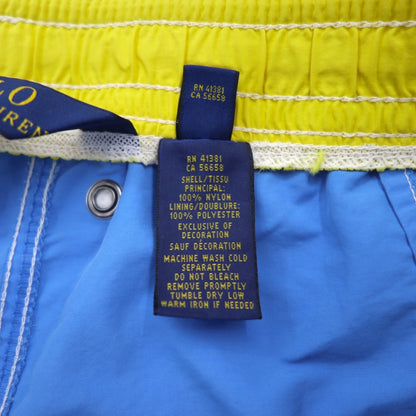 LO
UREN
RN 41381
CA 56658
RN 41381
CA 56658
SHELL/TISSU
PRINCIPAL:
100% NYLON
LINING/DOUBLURE:
100% POLYESTER
EXCLUSIVE OF
DECORATION
SAUF DÉCORATION
MACHINE WASH COLD
SEPARATELY
DO NOT BLEACH
REMOVE PROMPTLY
TUMBLE DRY LOW
WARM IRON IF NEEDED